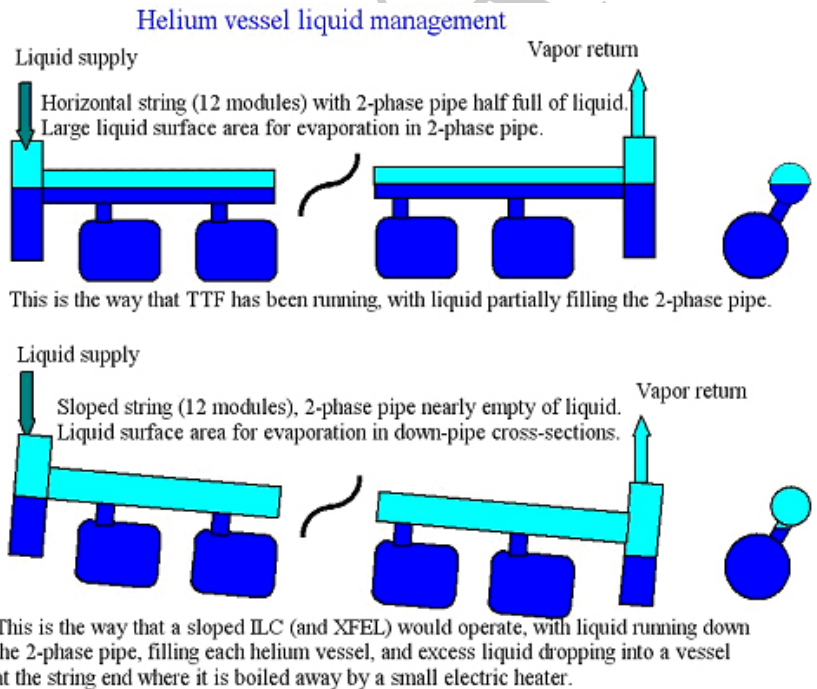 Helium vessel liquid management
Liquid supply
Vapor return
Horizontal string (12 modules) with 2-phase pipe half full of liquid.
Large liquid surface area for evaporation in 2-phase pipe.
This is the way that TTF has been running, with liquid partially filling the 2-phase pipe.
Liquid supply
Vapor return
Sloped string (12 modules), 2-phase pipe nearly empty of liquid.
Liquid surface area for evaporation in down-pipe cross-sections.
This is the way that a sloped ILC (and XFEL) would operate, with liquid running down
the 2-phase pipe, filling each helium vessel, and excess liquid dropping into a vessel
at the string end where it is boiled away by a small electric heater.